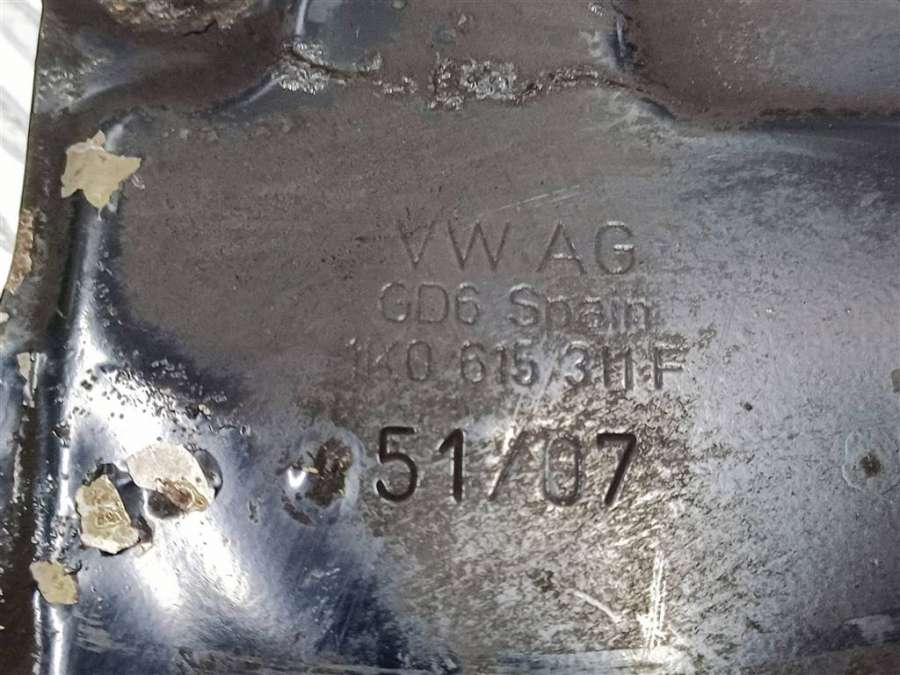 VW AG
GD6 Spain
1K0 615 311 F
51/07